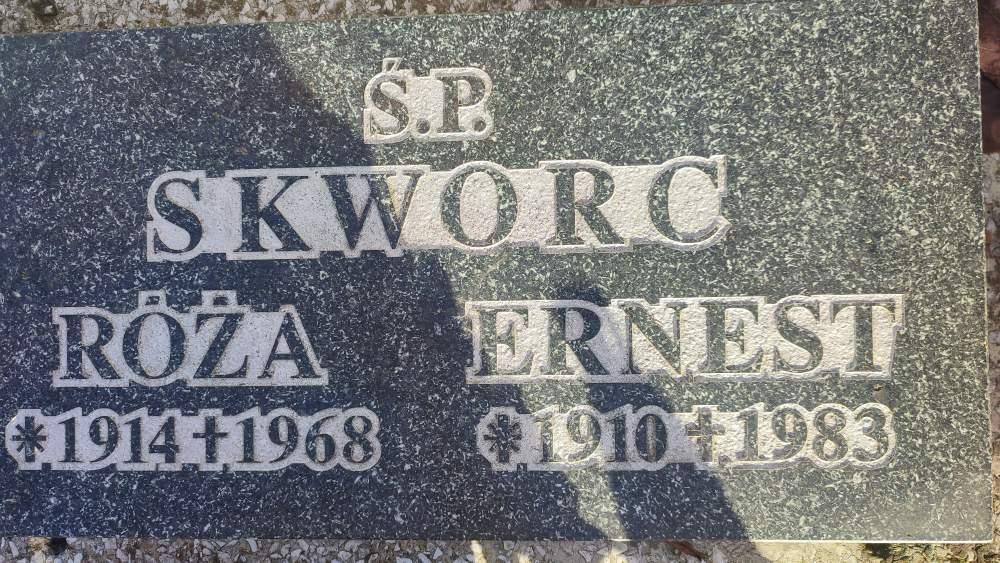 Ś.P.
SKWORC
RÓŻA ERNEST
*1914+1968 *1910+1983